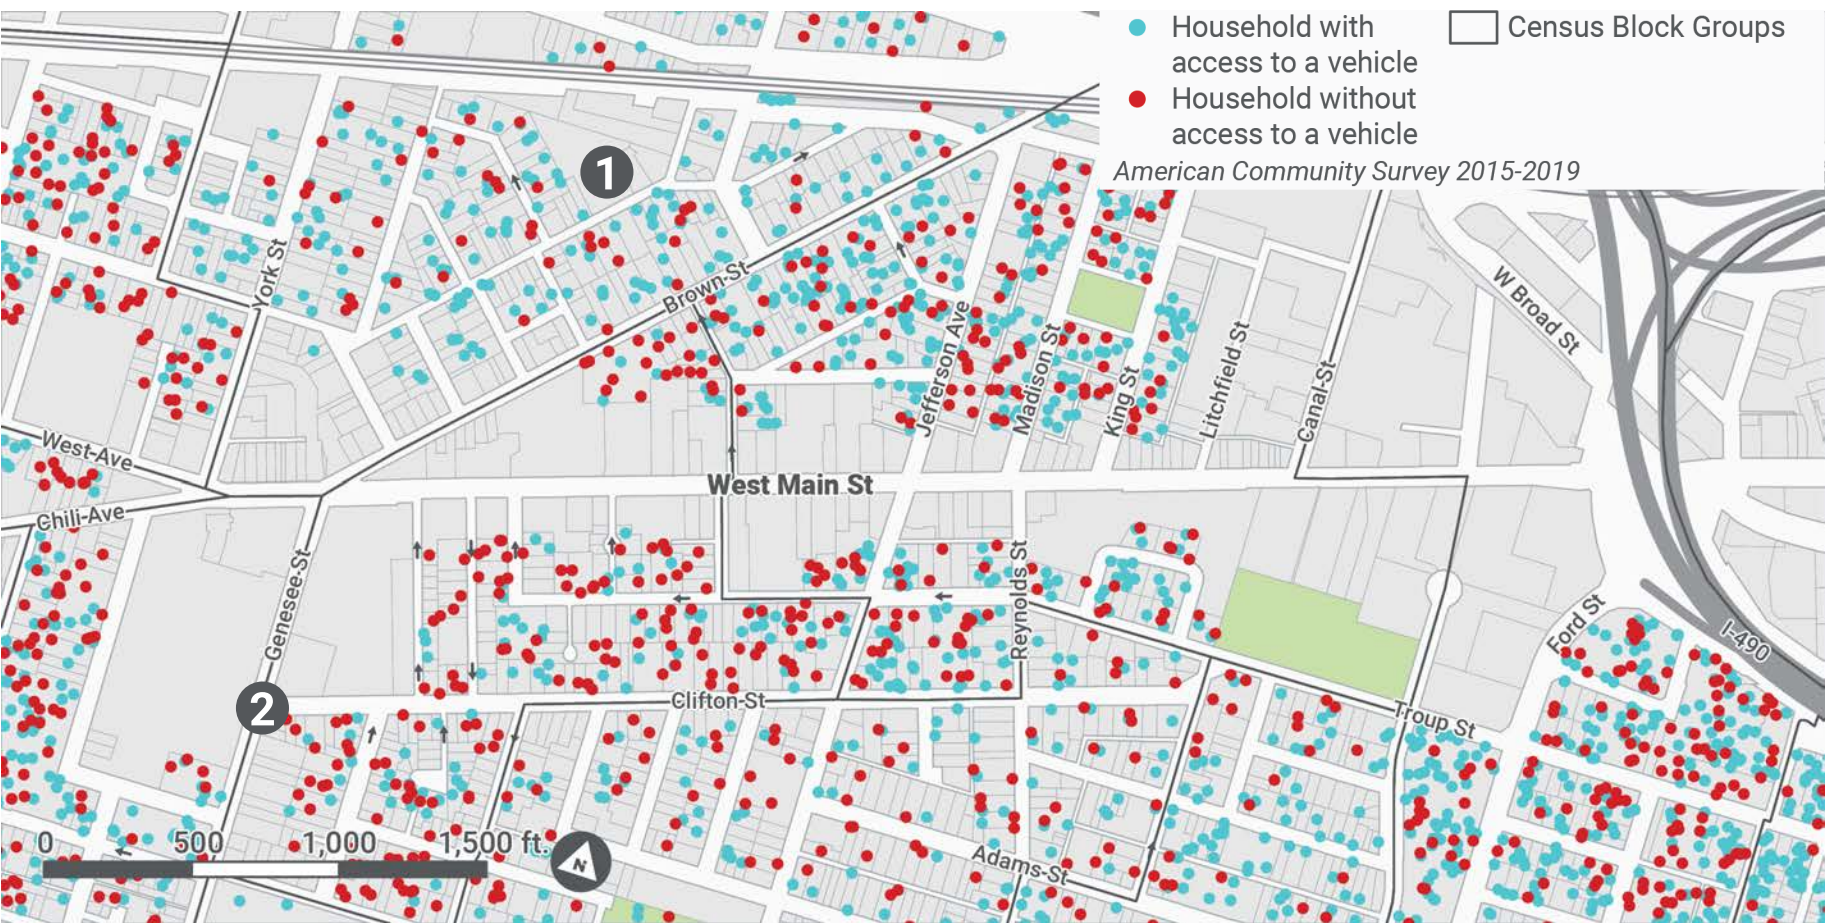 Household with
access to a vehicle
Census Block Groups
Household without
access to a vehicle
American Community Survey 2015-2019
1
York St
Brown-St
W Broad St
Jefferson Ave
Madison St
King St
Litchfield-St
Canal-St
West-Ave
West Main St
Chili-Ave
Genesee-St
Reynolds St
Ford St
I-490
2
Clifton-St
Troup St
0 500 1,000 1,500 ft.
N
Adams-St